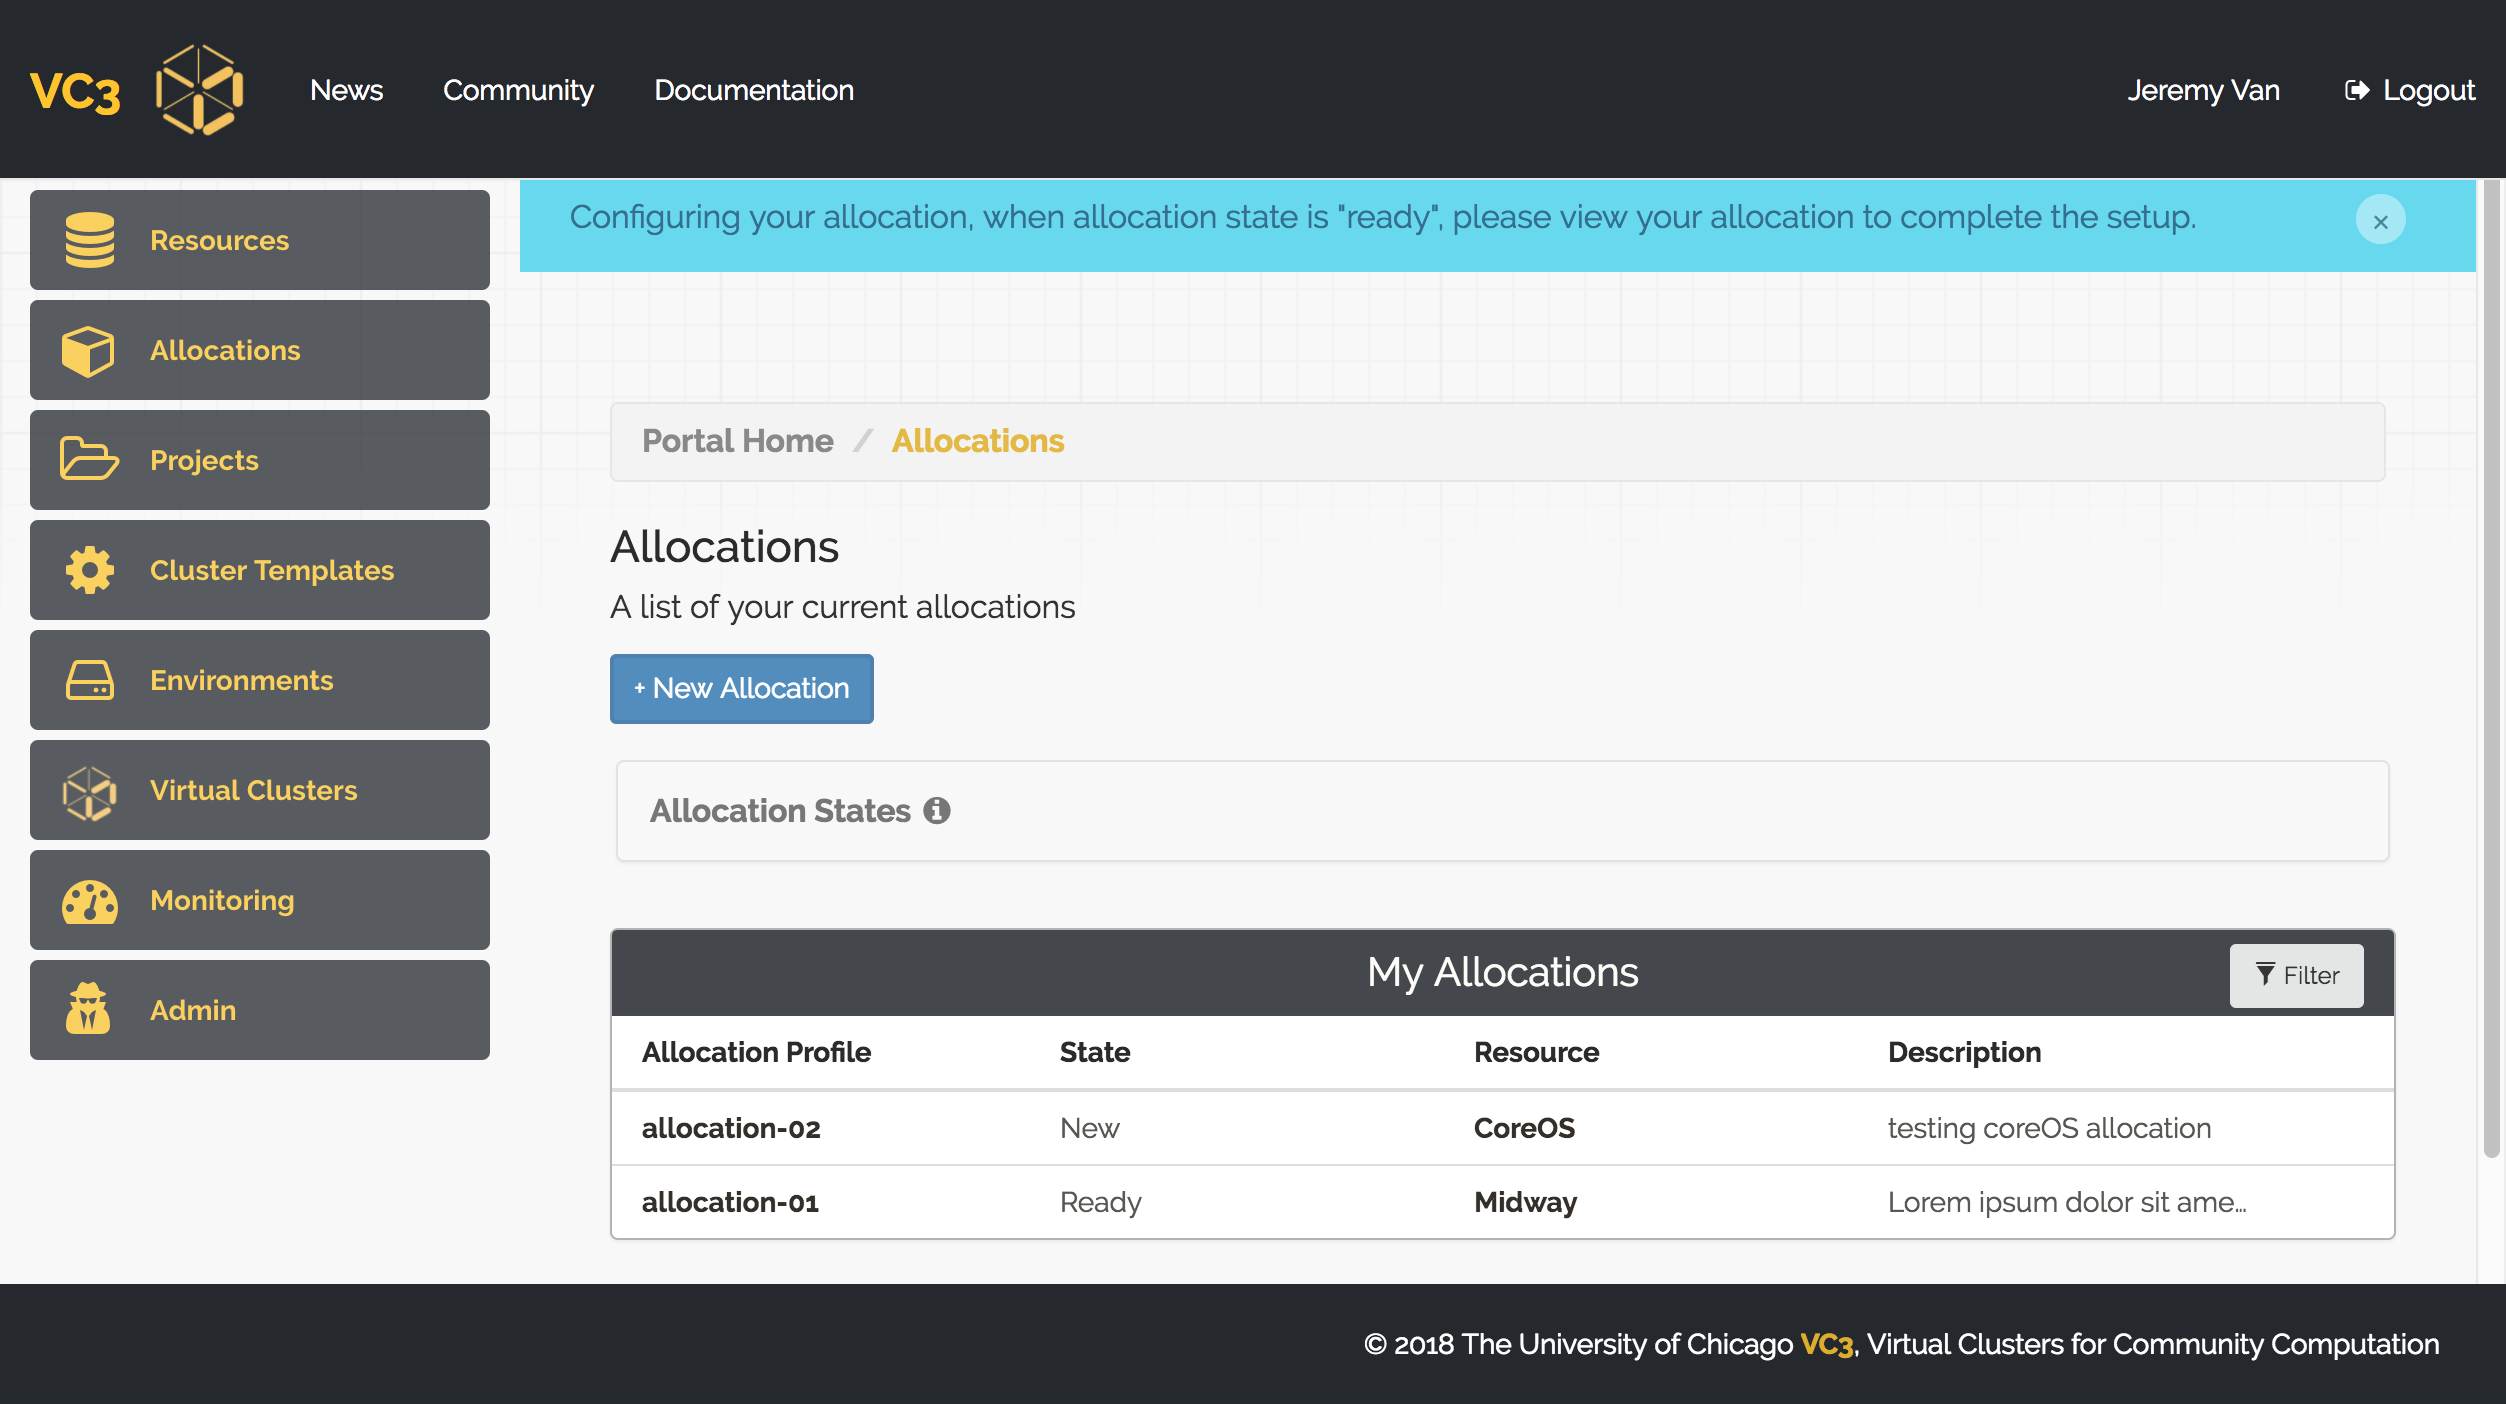 VC3
News Community Documentation
Jeremy Van Logout
Configuring your allocation, when allocation state is "ready", please view your allocation to complete the setup. ×
Resources
Allocations
Projects
Cluster Templates
Environments
Virtual Clusters
Monitoring
Admin
Portal Home / Allocations
Allocations
A list of your current allocations
+ New Allocation
Allocation States
My Allocations Filter
Allocation Profile State Resource Description
allocation-02 New CoreOS testing coreOS allocation
allocation-01 Ready Midway Lorem ipsum dolor sit ame...
© 2018 The University of Chicago VC3, Virtual Clusters for Community Computation